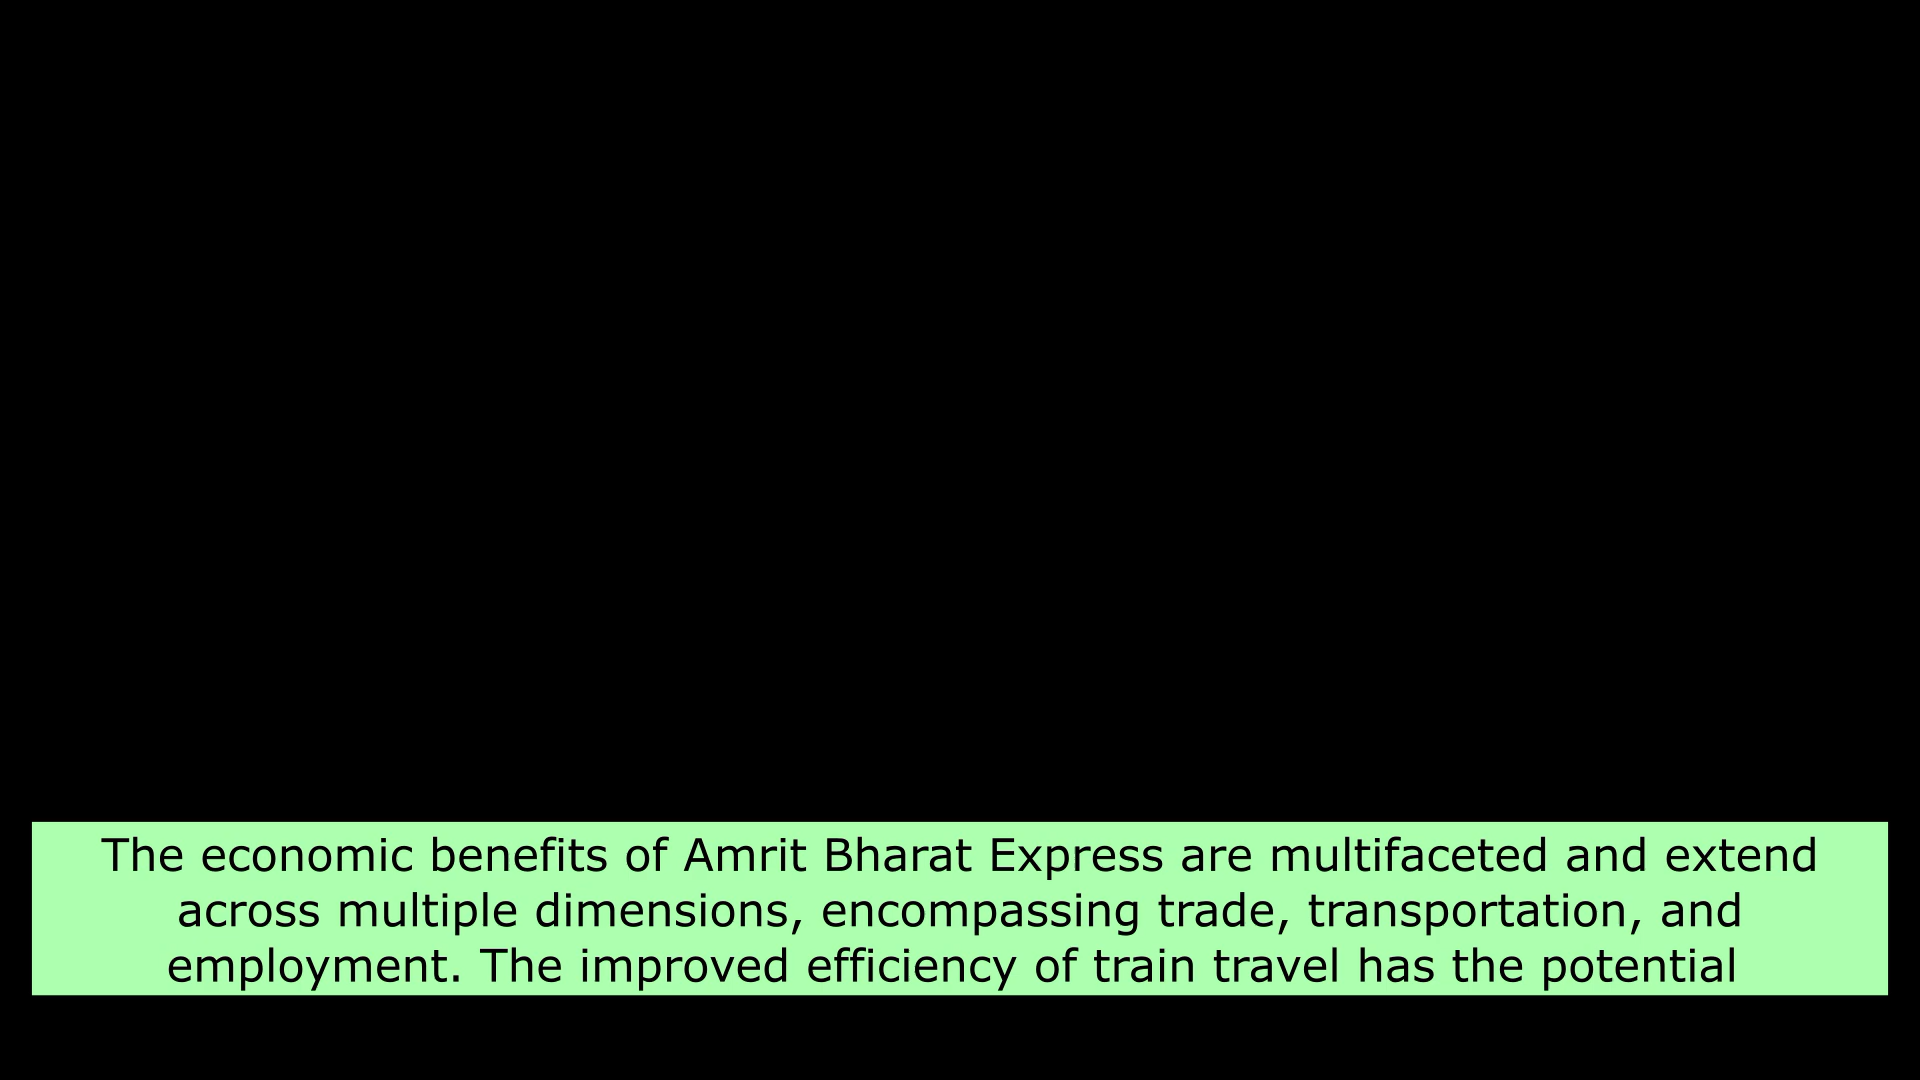 The economic benefits of Amrit Bharat Express are multifaceted and extend
across multiple dimensions, encompassing trade, transportation, and
employment. The improved efficiency of train travel has the potential